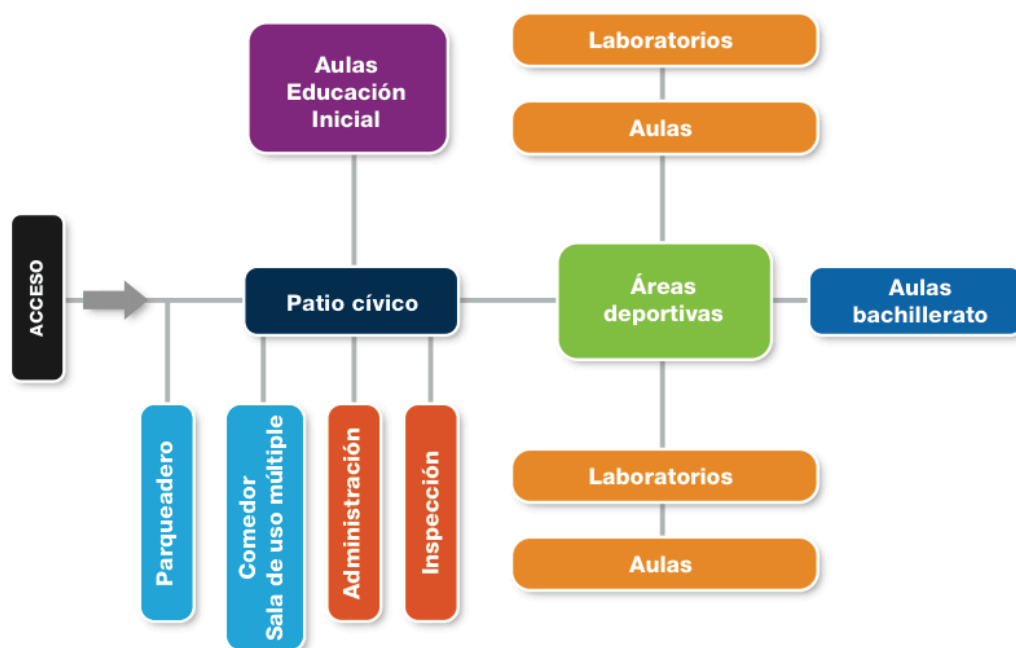 Aulas
Educación
Inicial
Laboratorios
Aulas
ACCESO
Patio cívico
Áreas
deportivas
Aulas
bachillerato
Parqueadero
Comedor
Sala de uso múltiple
Administración
Inspección
Laboratorios
Aulas